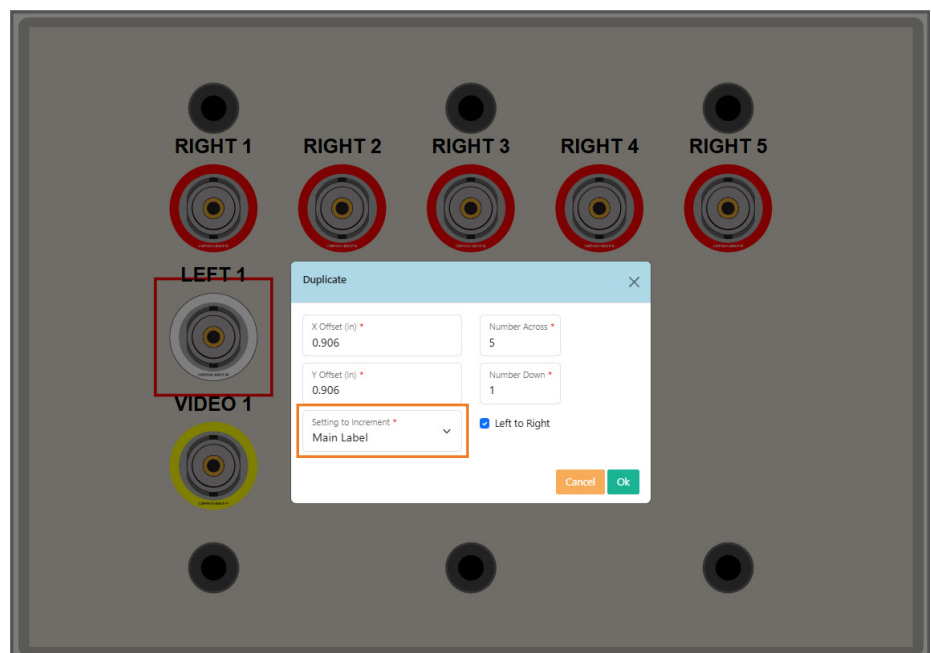 RIGHT 1 RIGHT 2 RIGHT 3 RIGHT 4 RIGHT 5
LEFT 1
VIDEO 1
Duplicate
X Offset (in) *
0.906
Number Across *
5
Y Offset (in) *
0.906
Number Down *
1
Setting to Increment *
Main Label
Left to Right
Cancel Ok